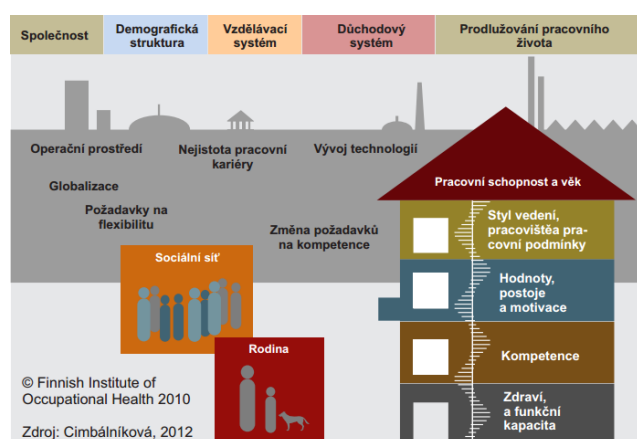 Společnost
Demografická
struktura
Vzdělávací
systém
Důchodový
systém
Prodlužování pracovního
života
Operační prostředí
Nejistota pracovní
kariéry
Vývoj technologií
Globalizace
Požadavky na
flexibilitu
Změna požadavků
na kompetence
Sociální síť
Rodina
Pracovní schopnost a věk
Styl vedení,
pracovištěa pra-
covní podmínky
Hodnoty,
postoje
a motivace
Kompetence
Zdraví,
a funkční
kapacita
© Finnish Institute of
Occupational Health 2010
Zdroj: Cimbálníková, 2012